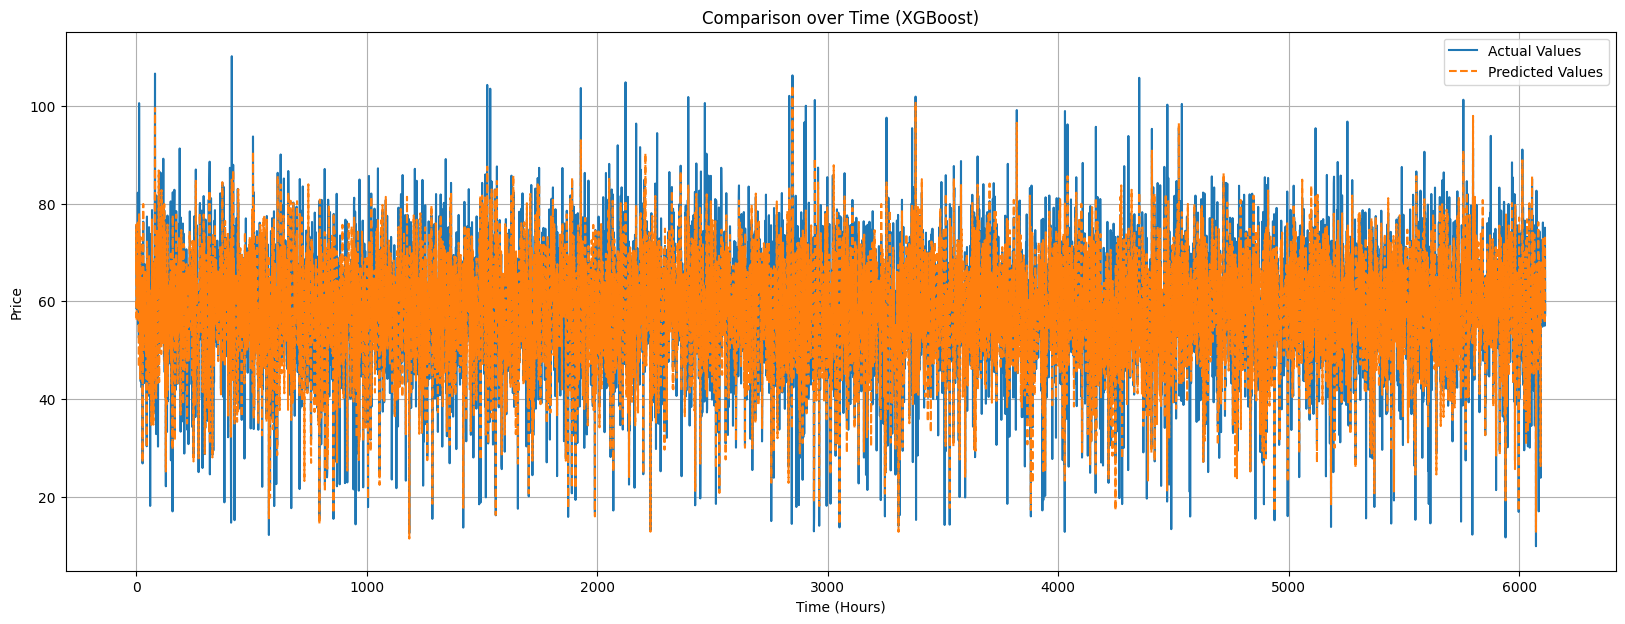 Comparison over Time (XGBoost)
Actual Values
Predicted Values
Price
100
80
60
40
20
0
1000
2000
3000
4000
5000
6000
Time (Hours)